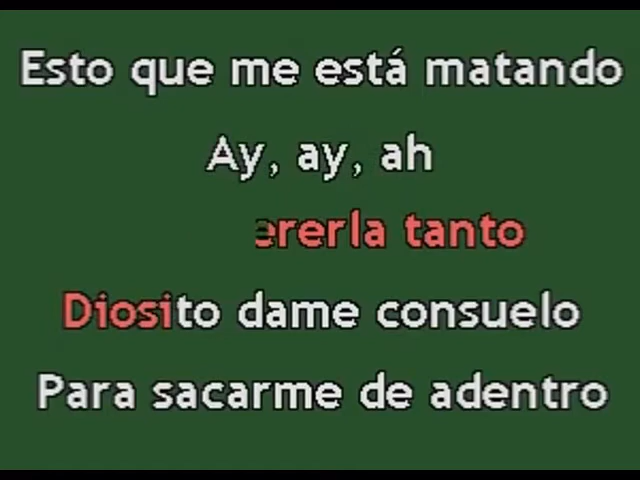 Esto que me está matando
Ay, ay, ah
ererla tanto
Diosito dame consuelo
Para sacarme de adentro